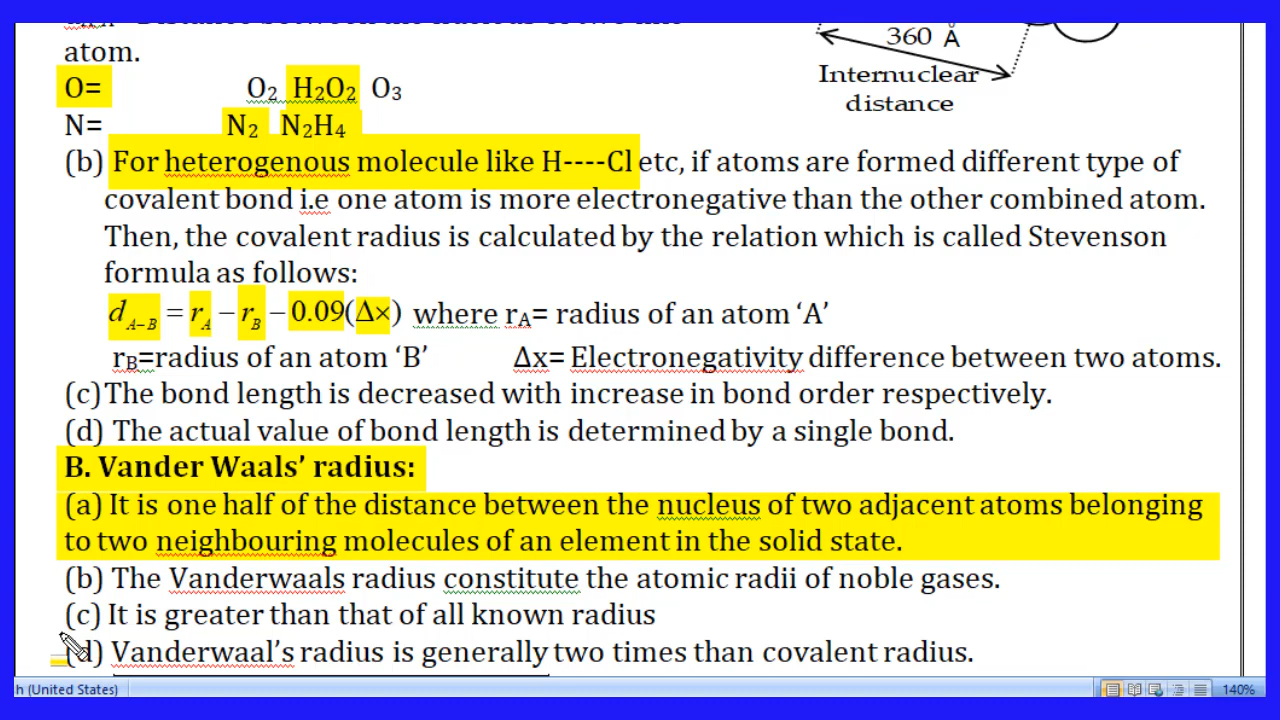 atom.
360 Å
Internuclear
distance
O= O₂ H₂O₂ O₃
N= N₂ N₂H₄
(b) For heterogenous molecule like H----Cl etc, if atoms are formed different type of
covalent bond i.e one atom is more electronegative than the other combined atom.
Then, the covalent radius is calculated by the relation which is called Stevenson
formula as follows:
d_{A-B} = r_A − r_B − 0.09(Δx) where r_A= radius of an atom ‘A’
r_B=radius of an atom ‘B’ Δx= Electronegativity difference between two atoms.
(c) The bond length is decreased with increase in bond order respectively.
(d) The actual value of bond length is determined by a single bond.
B. Vander Waals’ radius:
(a) It is one half of the distance between the nucleus of two adjacent atoms belonging
to two neighbouring molecules of an element in the solid state.
(b) The Vanderwaals radius constitute the atomic radii of noble gases.
(c) It is greater than that of all known radius
(d) Vanderwaal’s radius is generally two times than covalent radius.
h (United States) 140%